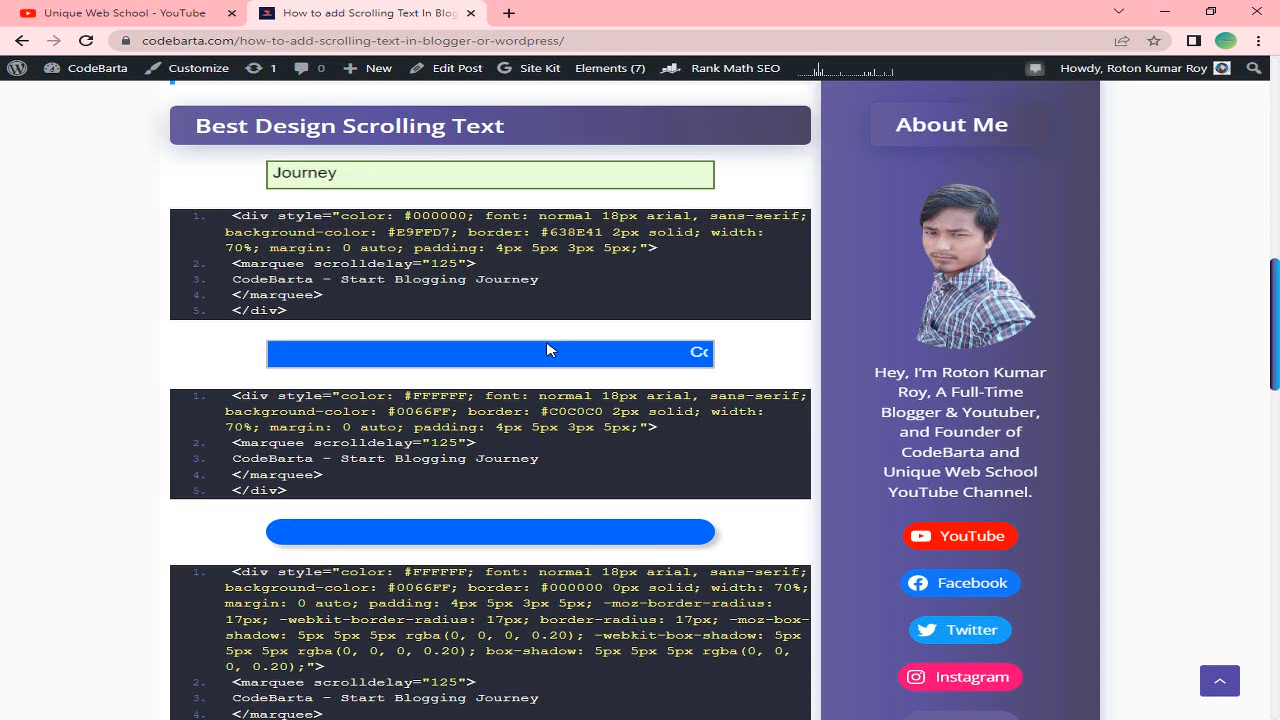 Unique Web School - YouTube
How to add Scrolling Text In Blog
codebarta.com/how-to-add-scrolling-text-in-blogger-or-wordpress/
CodeBarta
Customize
1
0
New
Edit Post
Site Kit
Elements (7)
Rank Math SEO
Howdy, Roton Kumar Roy
Best Design Scrolling Text
Journey
1. <div style="color: #000000; font: normal 18px arial, sans-serif;
background-color: #E9FFD7; border: #638E41 2px solid; width:
70%; margin: 0 auto; padding: 4px 5px 3px 5px;">
2. <marquee scrolldelay="125">
3. CodeBarta - Start Blogging Journey
4. </marquee>
5. </div>
Co
1. <div style="color: #FFFFFF; font: normal 18px arial, sans-serif;
background-color: #0066FF; border: #C0C0C0 2px solid; width:
70%; margin: 0 auto; padding: 4px 5px 3px 5px;">
2. <marquee scrolldelay="125">
3. CodeBarta - Start Blogging Journey
4. </marquee>
5. </div>
1. <div style="color: #FFFFFF; font: normal 18px arial, sans-serif;
background-color: #0066FF; border: #000000 0px solid; width: 70%;
margin: 0 auto; padding: 4px 5px 3px 5px; -moz-border-radius:
17px; -webkit-border-radius: 17px; border-radius: 17px; -moz-box-
shadow: 5px 5px 5px rgba(0, 0, 0, 0.20); -webkit-box-shadow: 5px
5px 5px rgba(0, 0, 0, 0.20); box-shadow: 5px 5px 5px rgba(0, 0,
0, 0.20);">
2. <marquee scrolldelay="125">
3. CodeBarta - Start Blogging Journey
4. </marquee>
About Me
Hey, I'm Roton Kumar
Roy, A Full-Time
Blogger & Youtuber,
and Founder of
CodeBarta and
Unique Web School
YouTube Channel.
YouTube
Facebook
Twitter
Instagram